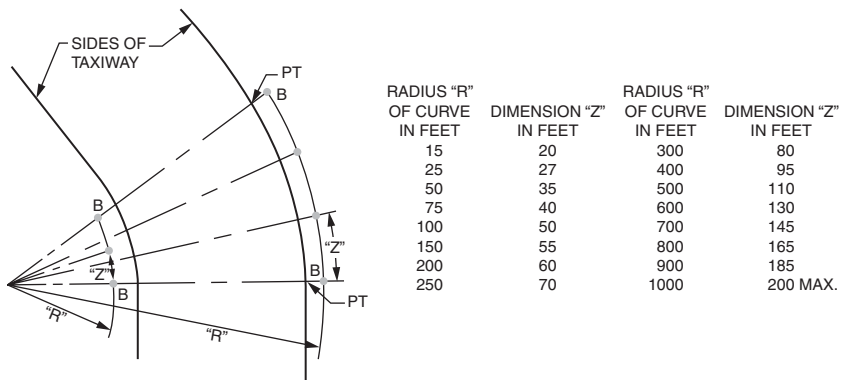 SIDES OF
TAXIWAY
PT
B
B
B
"Z"
"Z"
B
PT
"R"
"R"
RADIUS "R" RADIUS "R"
OF CURVE DIMENSION "Z" OF CURVE DIMENSION "Z"
IN FEET IN FEET IN FEET IN FEET
15 20 300 80
25 27 400 95
50 35 500 110
75 40 600 130
100 50 700 145
150 55 800 165
200 60 900 185
250 70 1000 200 MAX.